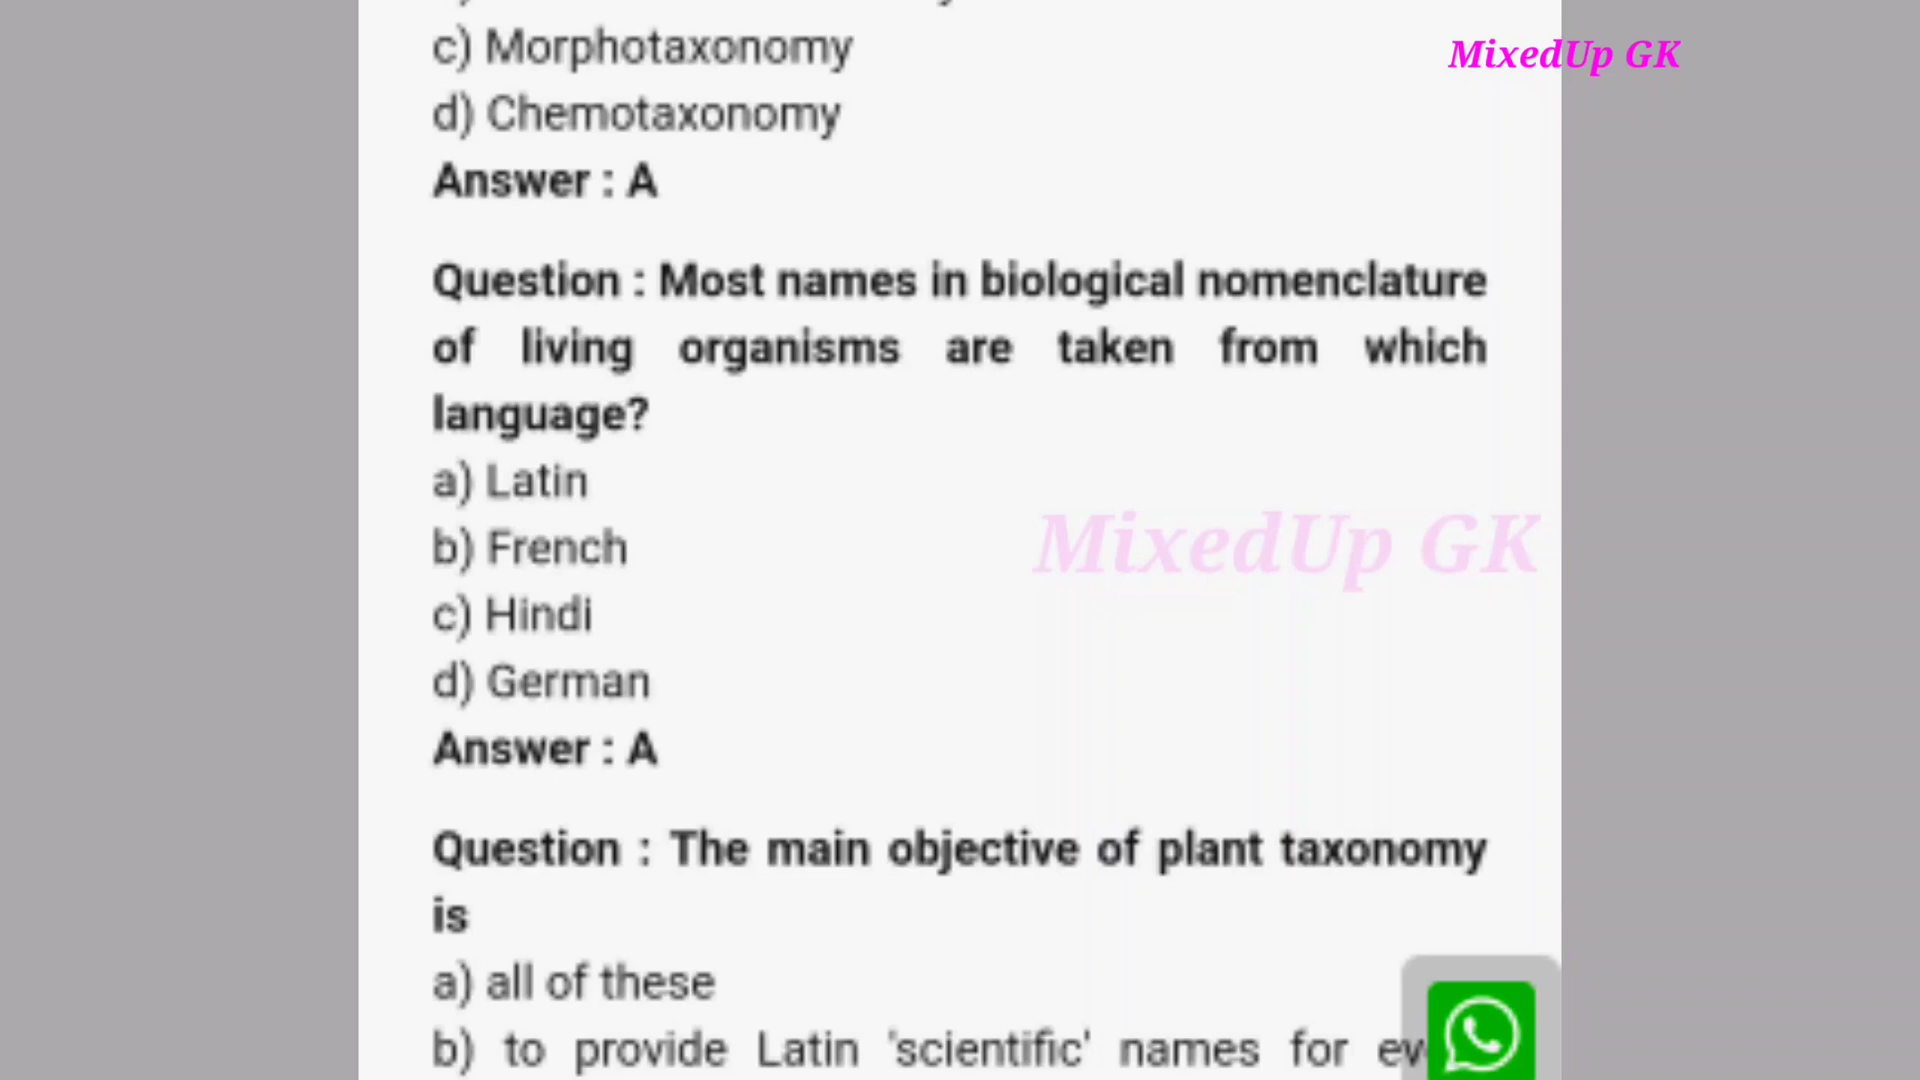 c) Morphotaxonomy
MixedUp GK
d) Chemotaxonomy
Answer : A
Question : Most names in biological nomenclature
of living organisms are taken from which
language?
a) Latin
b) French
MixedUp GK
c) Hindi
d) German
Answer : A
Question : The main objective of plant taxonomy
is
a) all of these
b) to provide Latin 'scientific' names for